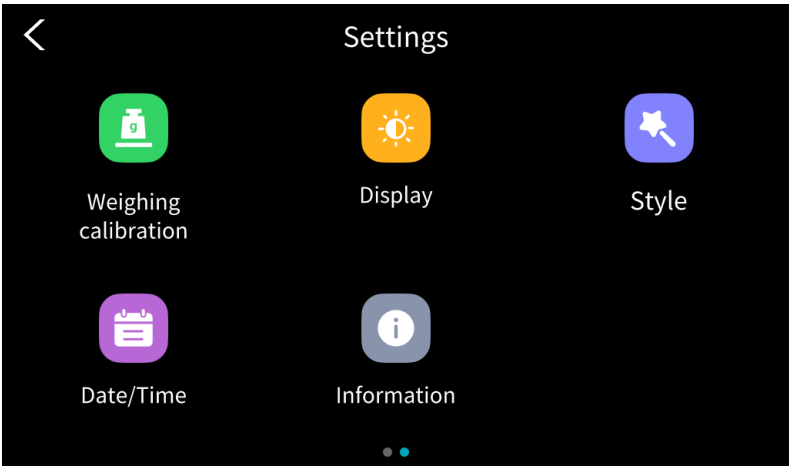 Settings
g
Weighing
calibration
Display
Style
Date/Time
Information